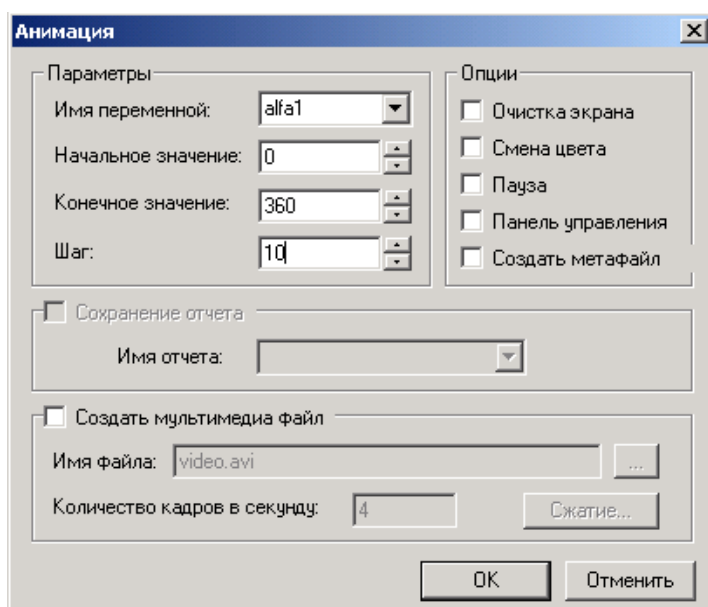 Анимация
Параметры
Имя переменной: alfa1
Начальное значение: 0
Конечное значение: 360
Шаг: 10
Опции
Очистка экрана
Смена цвета
Пауза
Панель управления
Создать метафайл
Сохранение отчета
Имя отчета:
Создать мультимедиа файл
Имя файла: video.avi ...
Количество кадров в секунду: 4 Сжатие...
OK Отменить